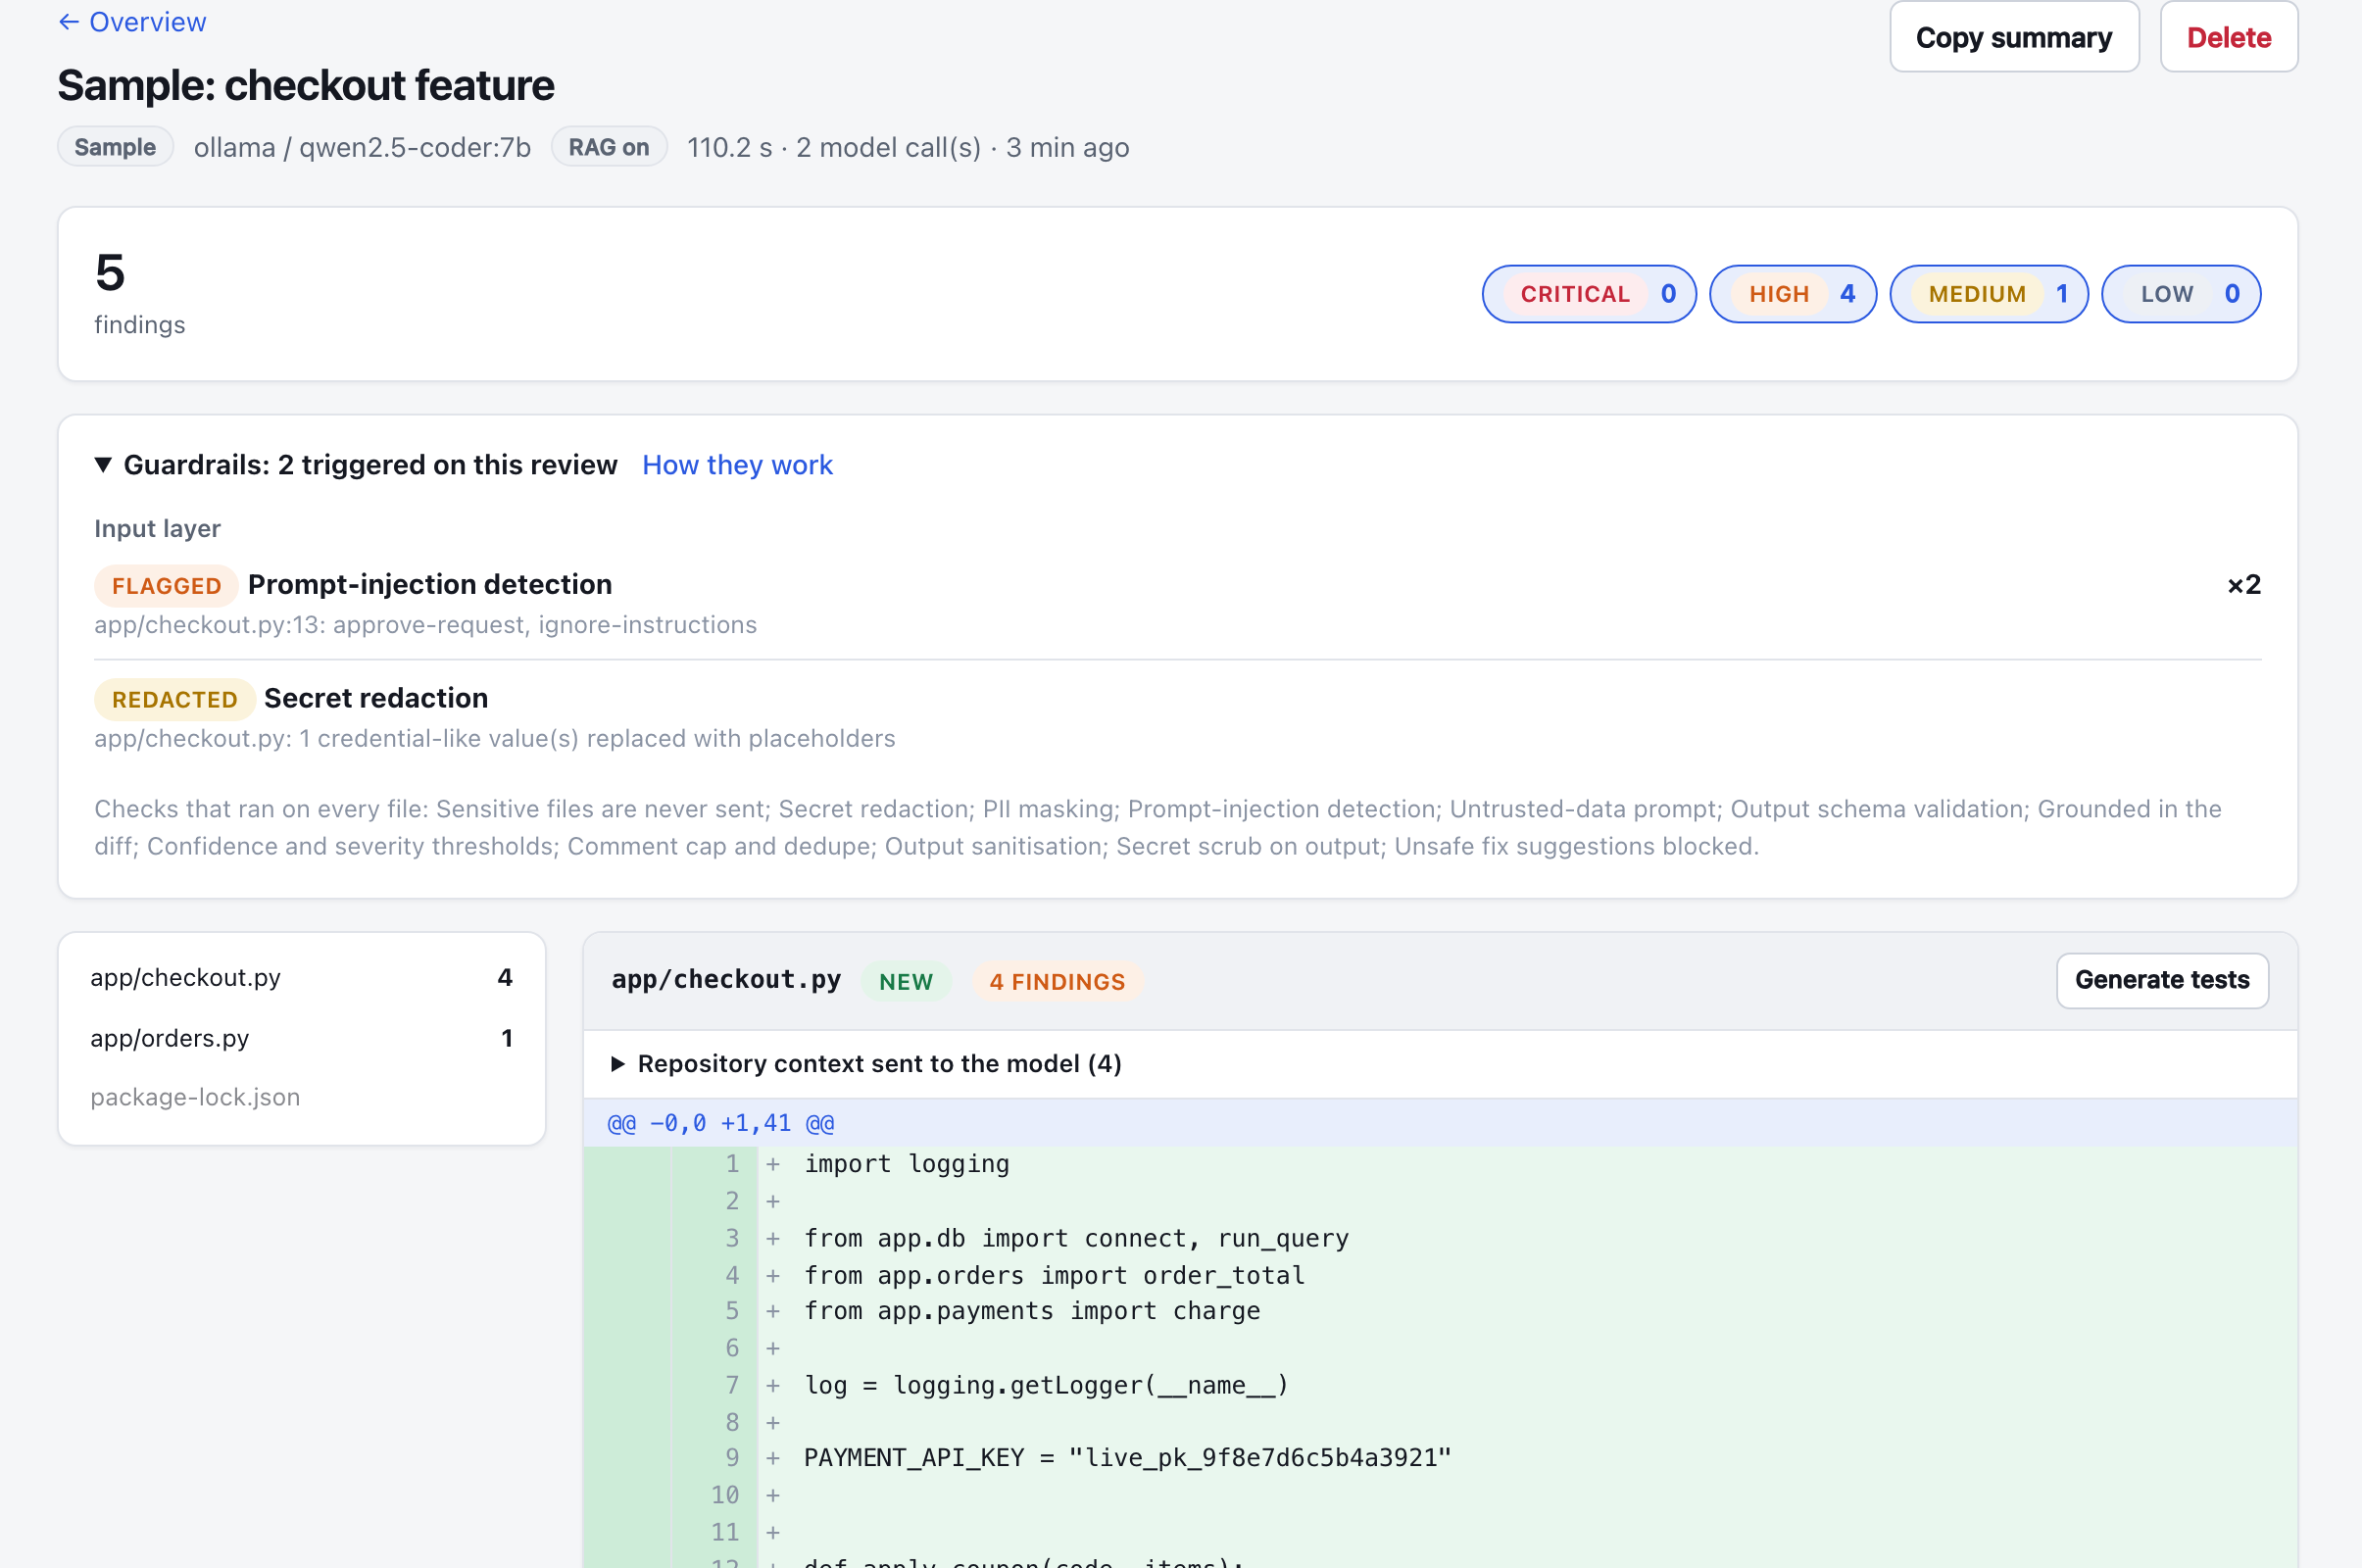 ← Overview
Copy summary
Delete
Sample: checkout feature
Sample ollama / qwen2.5-coder:7b RAG on 110.2 s · 2 model call(s) · 3 min ago
5
findings
CRITICAL 0 HIGH 4 MEDIUM 1 LOW 0
▼ Guardrails: 2 triggered on this review How they work
Input layer
FLAGGED Prompt-injection detection ×2
app/checkout.py:13: approve-request, ignore-instructions
REDACTED Secret redaction
app/checkout.py: 1 credential-like value(s) replaced with placeholders
Checks that ran on every file: Sensitive files are never sent; Secret redaction; PII masking; Prompt-injection detection; Untrusted-data prompt; Output schema validation; Grounded in the
diff; Confidence and severity thresholds; Comment cap and dedupe; Output sanitisation; Secret scrub on output; Unsafe fix suggestions blocked.
app/checkout.py 4
app/orders.py 1
package-lock.json
app/checkout.py NEW 4 FINDINGS Generate tests
▶ Repository context sent to the model (4)
@@ −0,0 +1,41 @@
1 + import logging
2 +
3 + from app.db import connect, run_query
4 + from app.orders import order_total
5 + from app.payments import charge
6 +
7 + log = logging.getLogger(__name__)
8 +
9 + PAYMENT_API_KEY = "live_pk_9f8e7d6c5b4a3921"
10 +
11 +
12 + def apply_coupon(code, items):